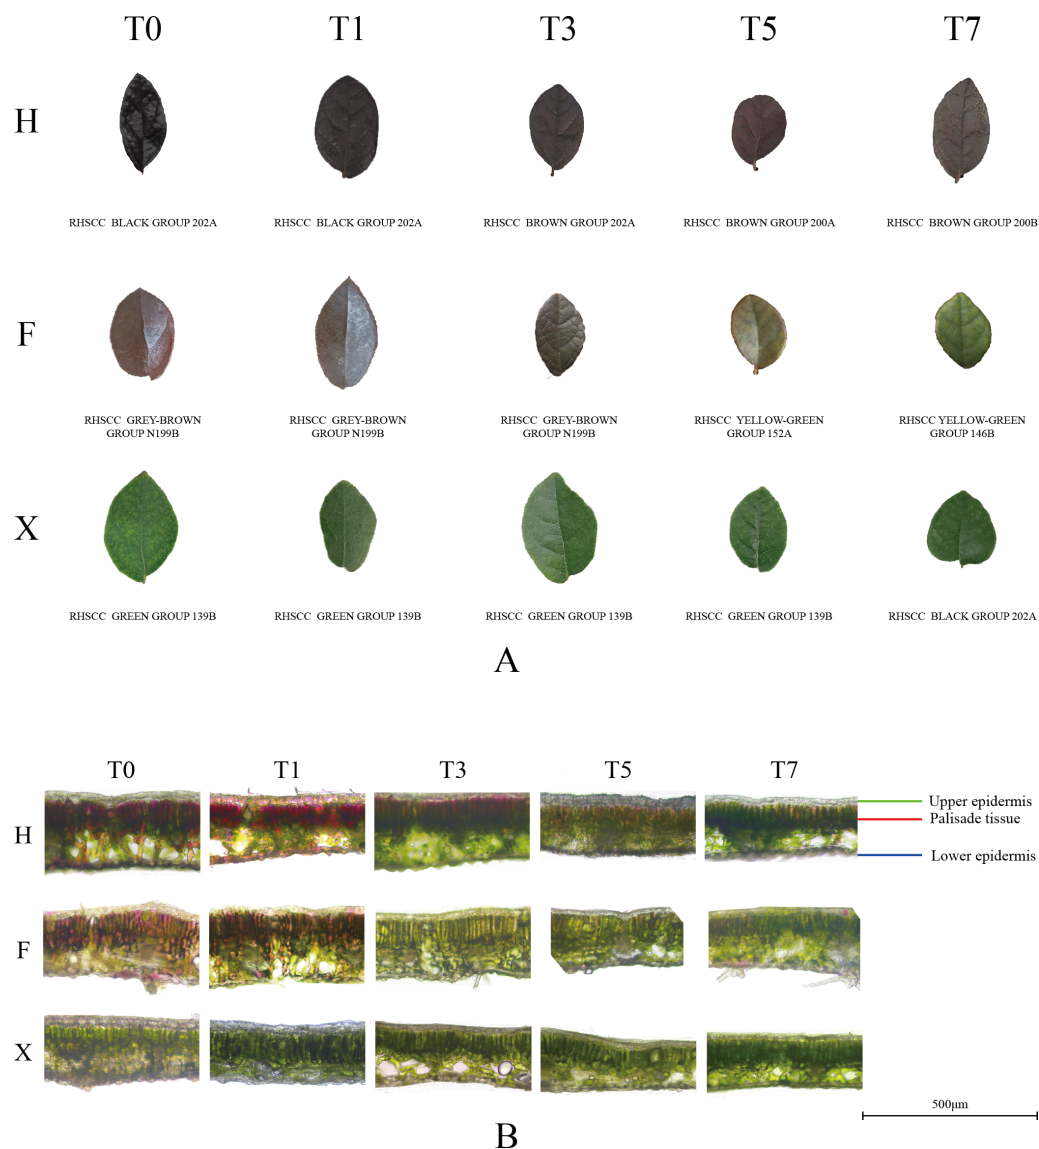 T0 T1 T3 T5 T7
H
RHSCC BLACK GROUP 202A RHSCC BLACK GROUP 202A RHSCC BROWN GROUP 202A RHSCC BROWN GROUP 200A RHSCC BROWN GROUP 200B
F
RHSCC GREY-BROWN RHSCC GREY-BROWN RHSCC GREY-BROWN RHSCC YELLOW-GREEN RHSCC YELLOW-GREEN
GROUP N199B GROUP N199B GROUP N199B GROUP 152A GROUP 146B
X
RHSCC GREEN GROUP 139B RHSCC GREEN GROUP 139B RHSCC GREEN GROUP 139B RHSCC GREEN GROUP 139B RHSCC BLACK GROUP 202A
A
T0 T1 T3 T5 T7
Upper epidermis
H Palisade tissue
Lower epidermis
F
X
500μm
B